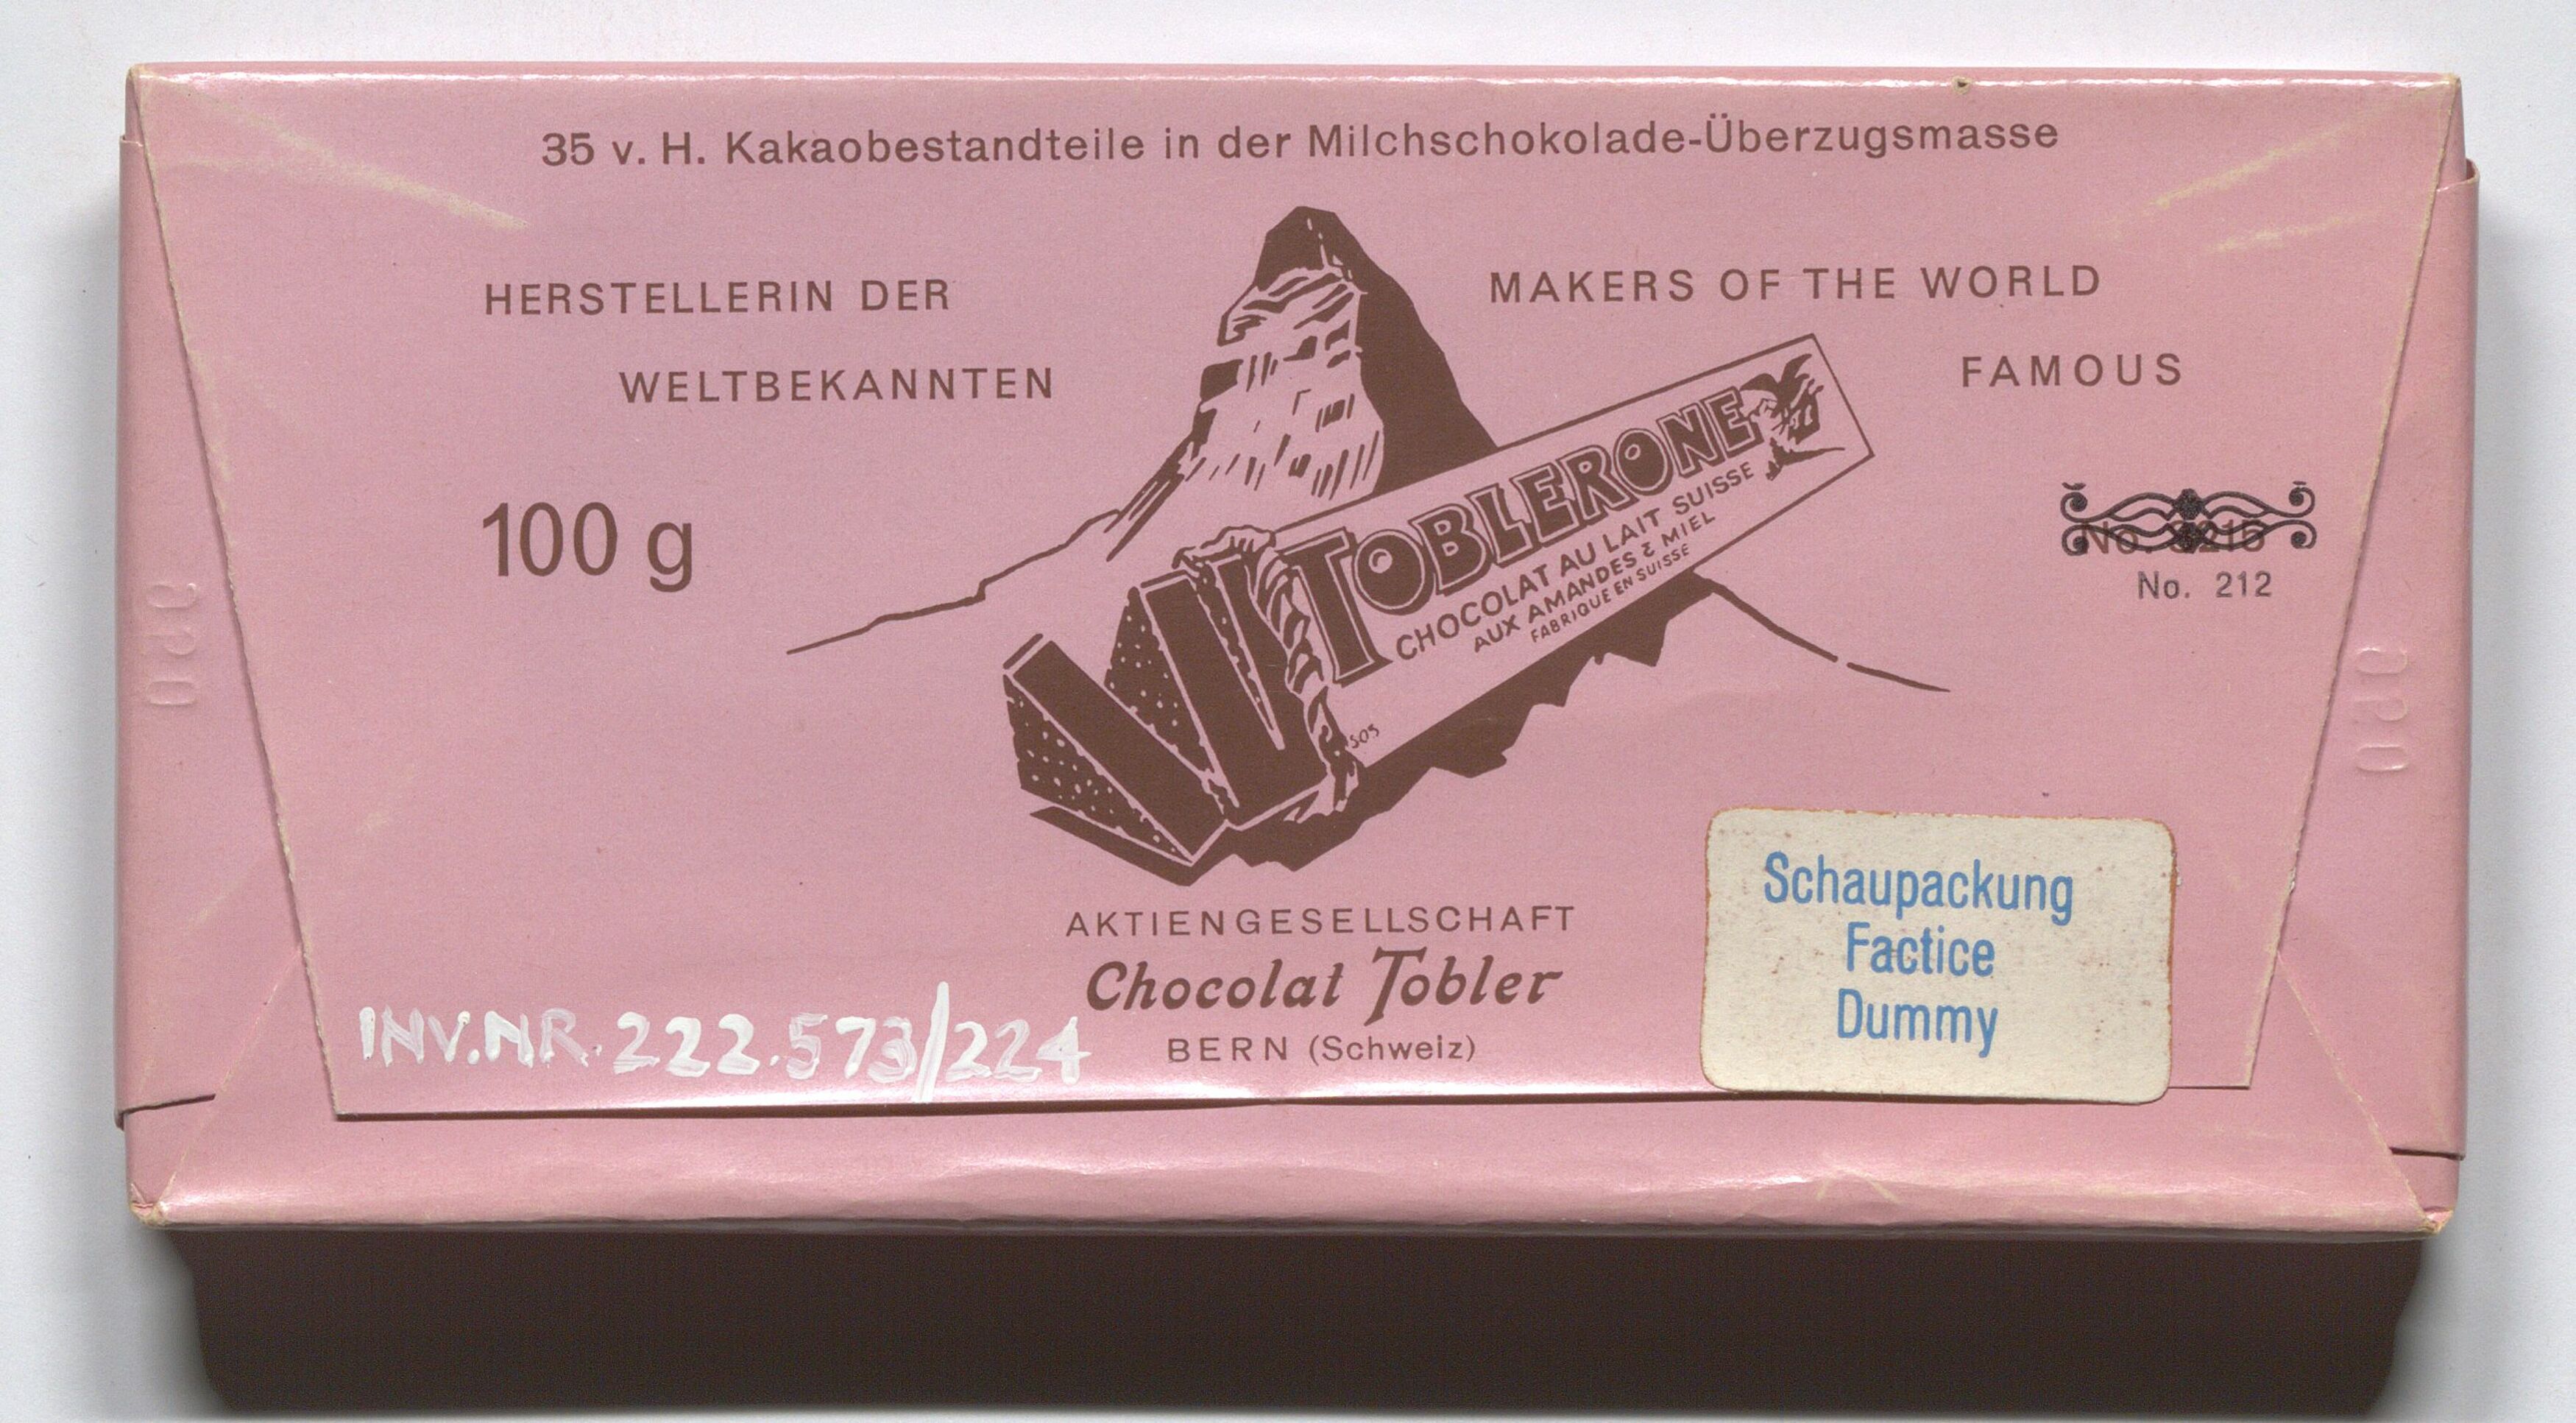 35 v. H. Kakaobestandteile in der Milchschokolade-Überzugsmasse
HERSTELLERIN DER
WELTBEKANNTEN
MAKERS OF THE WORLD
FAMOUS
100 g
TOBLERONE
CHOCOLAT AU LAIT SUISSE
AUX AMANDES & MIEL
FABRIQUE EN SUISSE
505
No.
No. 212
AKTIENGESELLSCHAFT
Chocolat Tobler
BERN (Schweiz)
INV.NR. 222.573/224
Schaupackung
Factice
Dummy